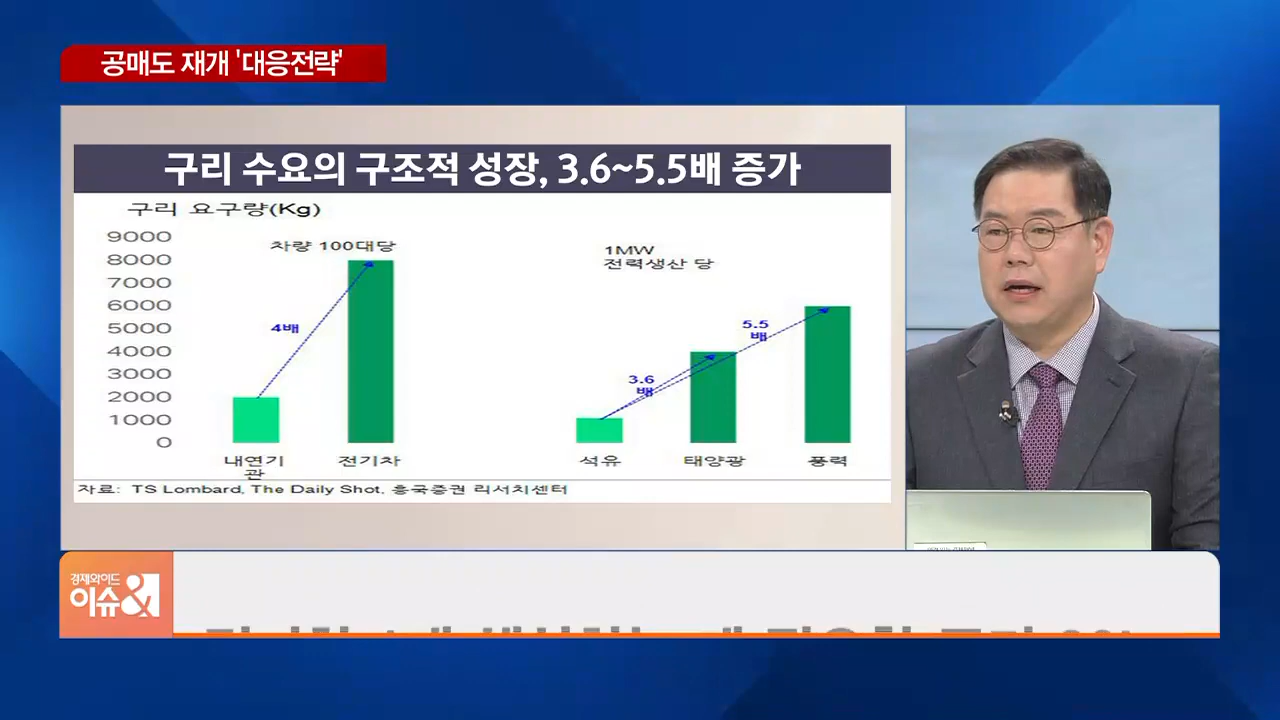 공매도 재개 '대응전략'
구리 수요의 구조적 성장, 3.6~5.5배 증가
구리 요구량(Kg)
9000
8000
7000
6000
5000
4000
3000
2000
1000
0
차량 100대당
4배
내연기
관
전기차
1MW
전력생산 당
3.6
배
5.5
배
석유
태양광
풍력
자료: TS Lombard, The Daily Shot, 흥국증권 리서치센터
경제와이드
이슈&